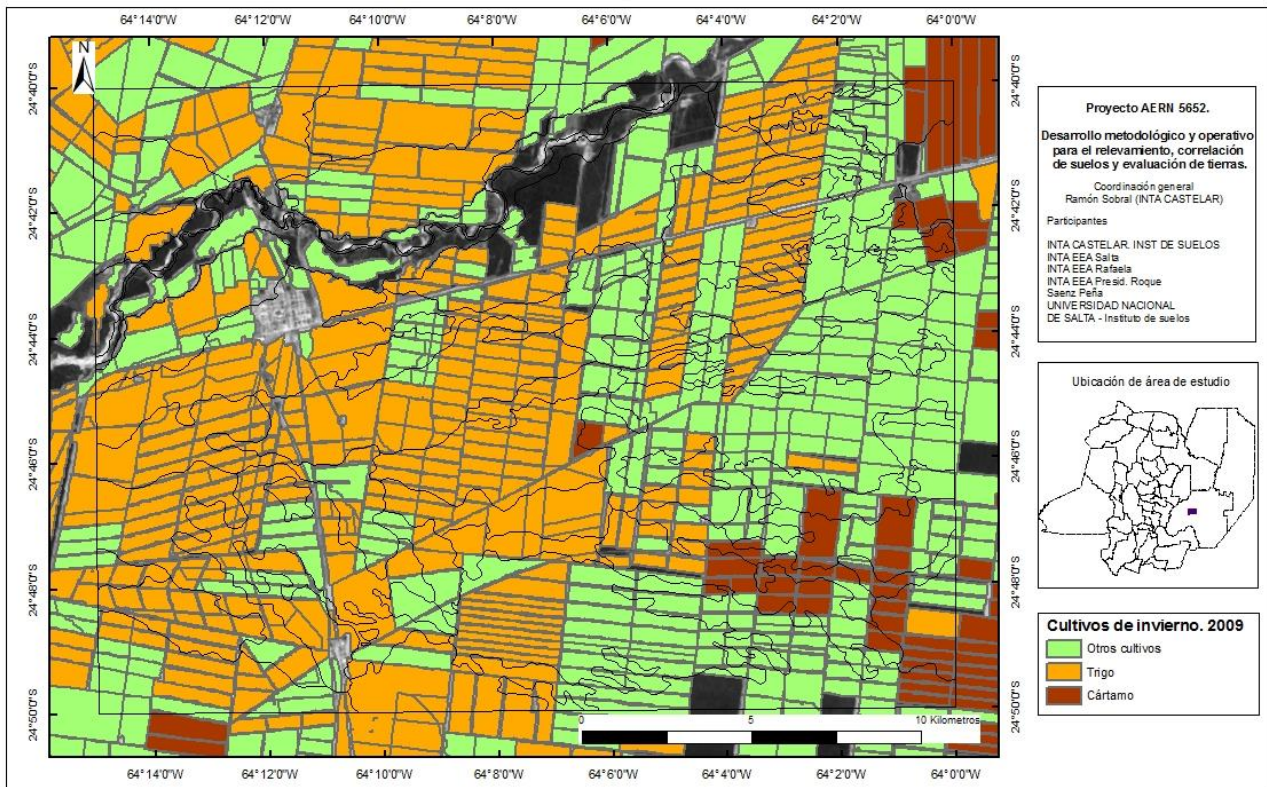 64°14'0"W 64°12'0"W 64°10'0"W 64°8'0"W 64°6'0"W 64°4'0"W 64°2'0"W 64°0'0"W
N
24°40'0"S
24°42'0"S
24°44'0"S
24°46'0"S
24°48'0"S
24°50'0"S
24°40'0"S
24°42'0"S
24°44'0"S
24°46'0"S
24°48'0"S
24°50'0"S
0 5 10 Kilometros
64°14'0"W 64°12'0"W 64°10'0"W 64°8'0"W 64°6'0"W 64°4'0"W 64°2'0"W 64°0'0"W
Proyecto AERN 5652.
Desarrollo metodológico y operativo
para el relevamiento, correlación
de suelos y evaluación de tierras.
Coordinación general
Ramón Sobral (INTA CASTELAR)
Participantes
INTA CASTELAR. INST DE SUELOS
INTA EEA Salta
INTA EEA Rafaela
INTA EEA Presid. Roque
Saenz Peña
UNIVERSIDAD NACIONAL
DE SALTA - Instituto de suelos
Ubicación de área de estudio
Cultivos de invierno. 2009
Otros cultivos
Trigo
Cártamo